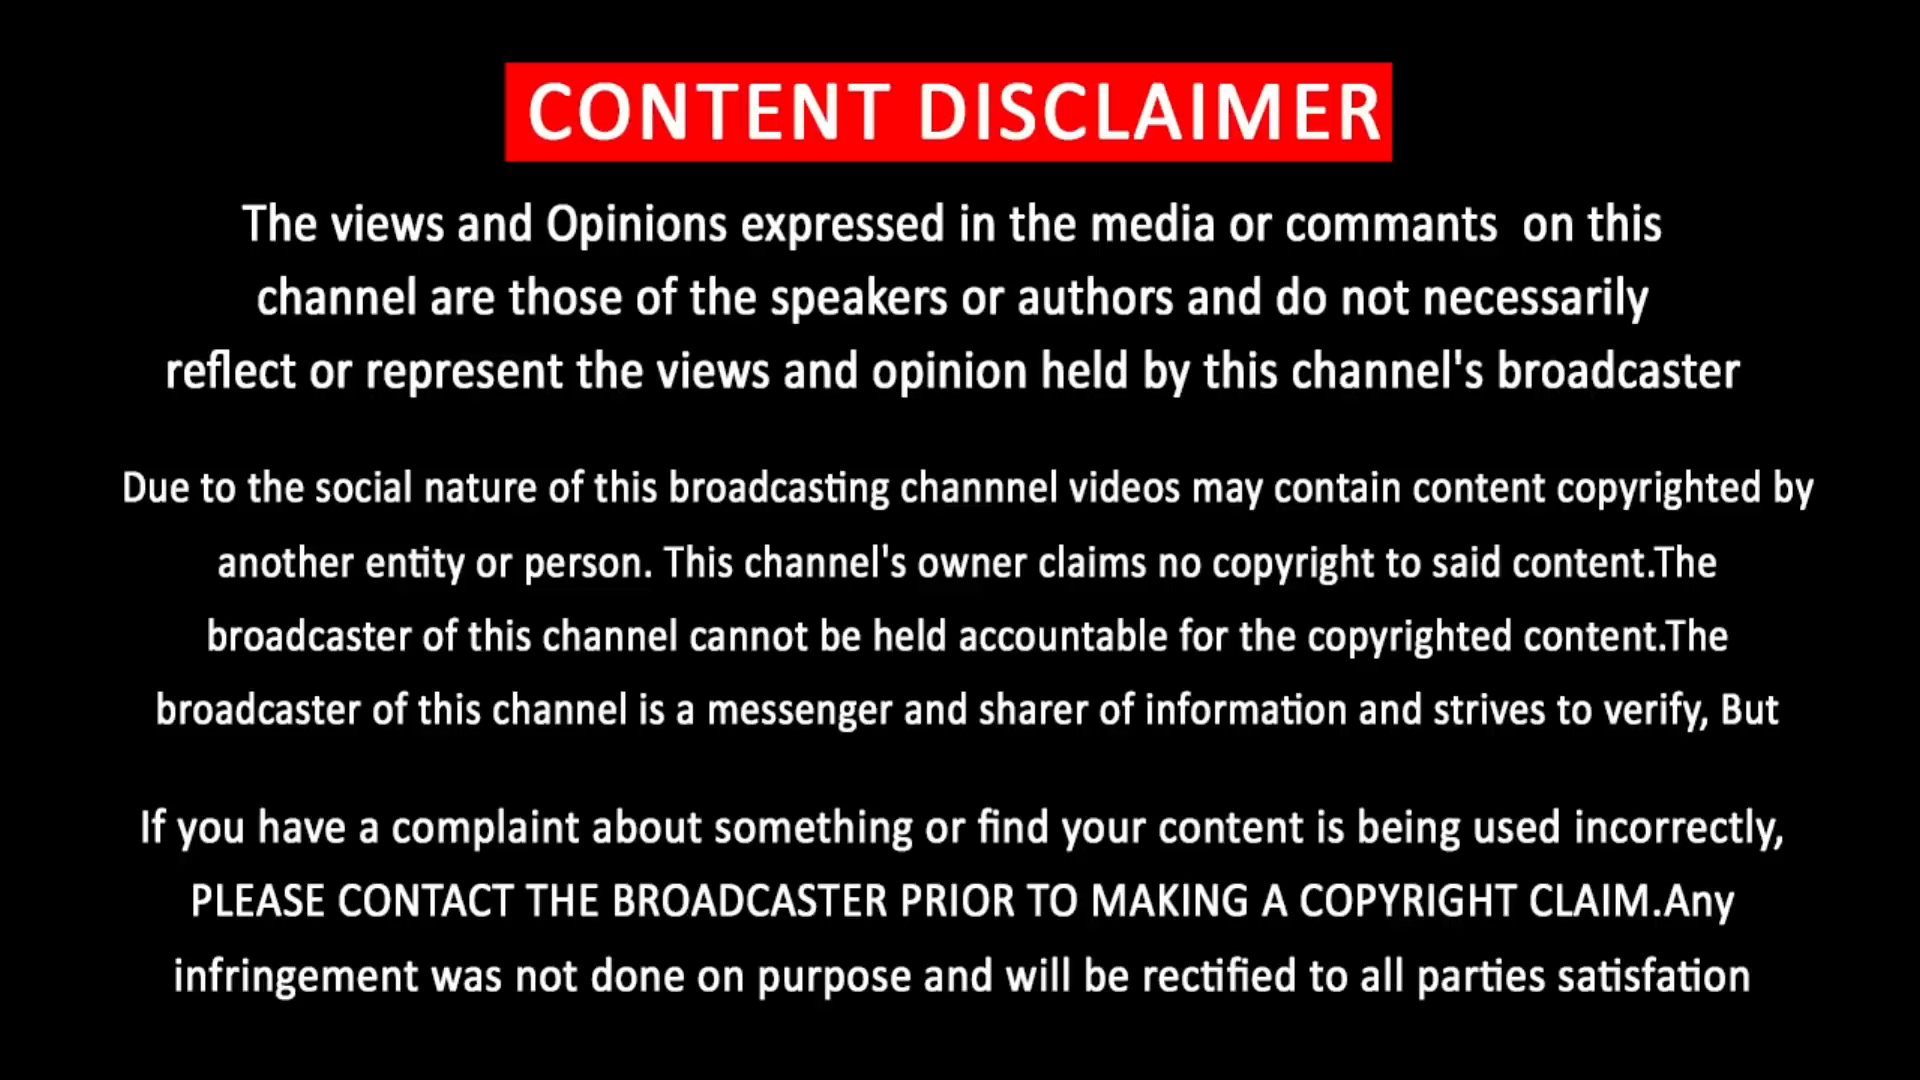 CONTENT DISCLAIMER
The views and Opinions expressed in the media or commants on this
channel are those of the speakers or authors and do not necessarily
reflect or represent the views and opinion held by this channel's broadcaster
Due to the social nature of this broadcasting channnel videos may contain content copyrighted by
another entity or person. This channel's owner claims no copyright to said content.The
broadcaster of this channel cannot be held accountable for the copyrighted content.The
broadcaster of this channel is a messenger and sharer of information and strives to verify, But
If you have a complaint about something or find your content is being used incorrectly,
PLEASE CONTACT THE BROADCASTER PRIOR TO MAKING A COPYRIGHT CLAIM.Any
infringement was not done on purpose and will be rectified to all parties satisfation